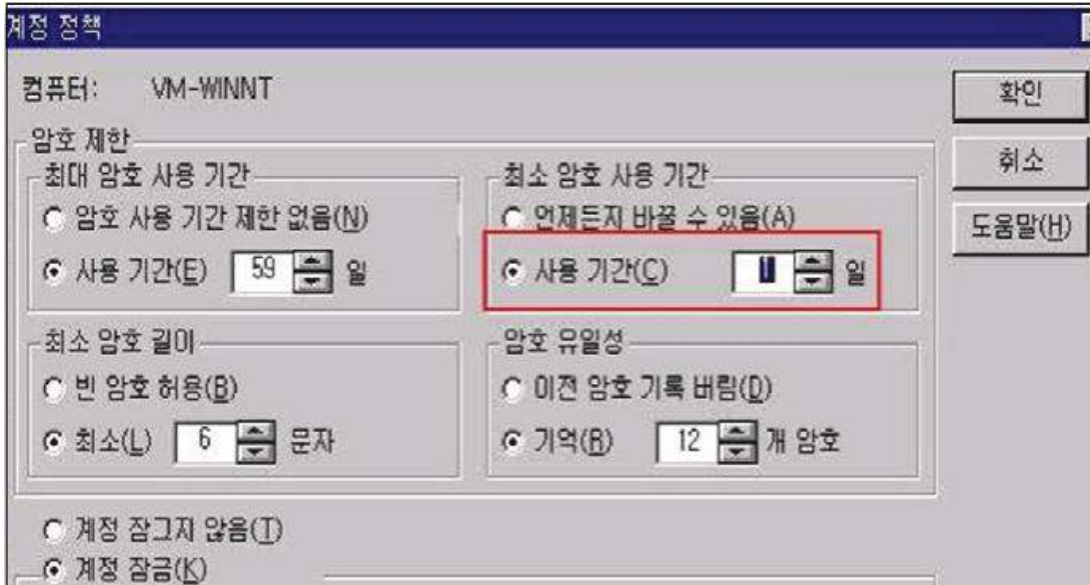 계정 정책
컴퓨터: VM-WINNT
확인
취소
도움말(H)
암호 제한
최대 암호 사용 기간
암호 사용 기간 제한 없음(N)
사용 기간(E) 59 일
최소 암호 사용 기간
언제든지 바꿀 수 있음(A)
사용 기간(C) 1 일
최소 암호 길이
빈 암호 허용(B)
최소(L) 6 문자
암호 유일성
이전 암호 기록 버림(D)
기억(R) 12 개 암호
계정 잠그지 않음(T)
계정 잠금(K)